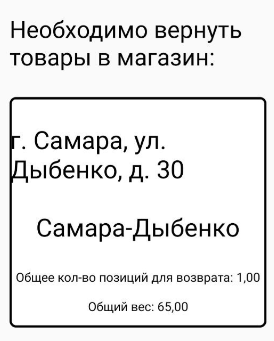 Необходимо вернуть
товары в магазин:
г. Самара, ул.
Дыбенко, д. 30
Самара-Дыбенко
Общее кол-во позиций для возврата: 1,00
Общий вес: 65,00